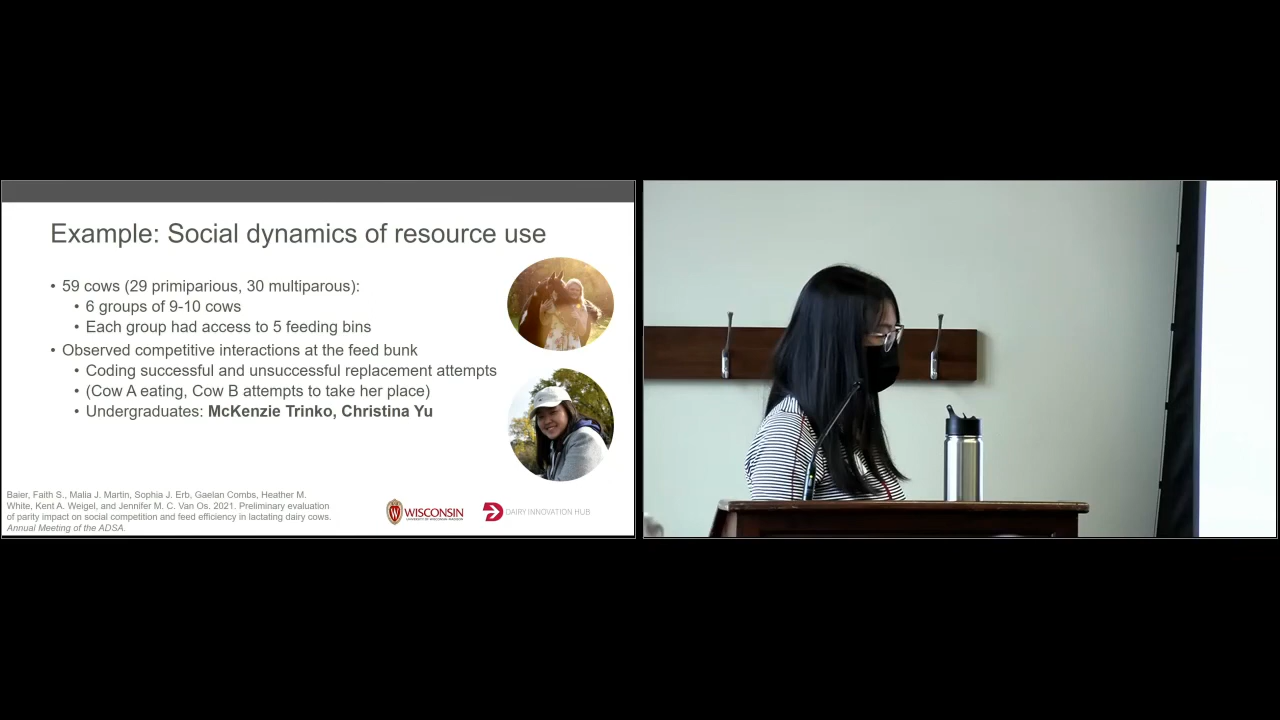 Example: Social dynamics of resource use
• 59 cows (29 primiparious, 30 multiparous):
• 6 groups of 9-10 cows
• Each group had access to 5 feeding bins
• Observed competitive interactions at the feed bunk
• Coding successful and unsuccessful replacement attempts
• (Cow A eating, Cow B attempts to take her place)
• Undergraduates: McKenzie Trinko, Christina Yu
Baier, Faith S., Malia J. Martin, Sophia J. Erb, Gaelan Combs, Heather M.
White, Kent A. Weigel, and Jennifer M. C. Van Os. 2021. Preliminary evaluation
of parity impact on social competition and feed efficiency in lactating dairy cows.
Annual Meeting of the ADSA.
WISCONSIN
UNIVERSITY OF WISCONSIN-MADISON
DAIRY INNOVATION HUB